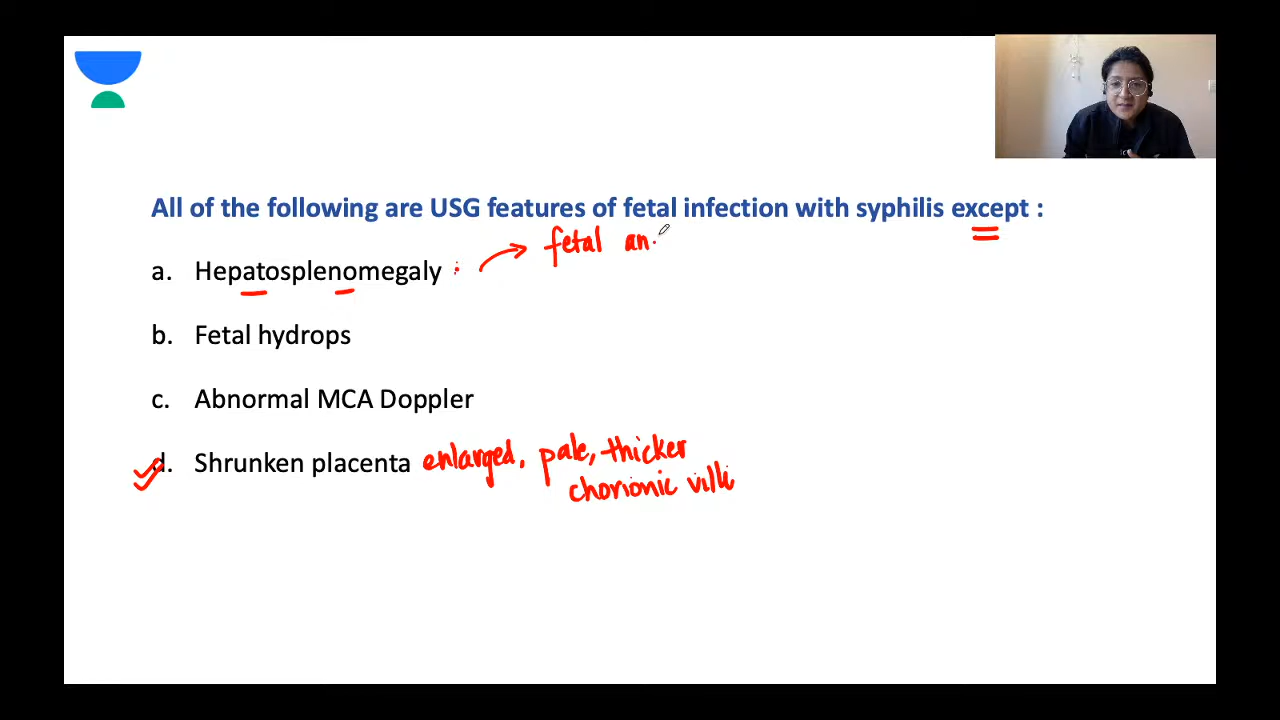 All of the following are USG features of fetal infection with syphilis except :
fetal an.
a. Hepatosplenomegaly
b. Fetal hydrops
c. Abnormal MCA Doppler
d. Shrunken placenta enlarged, pale, thicker
chorionic villi